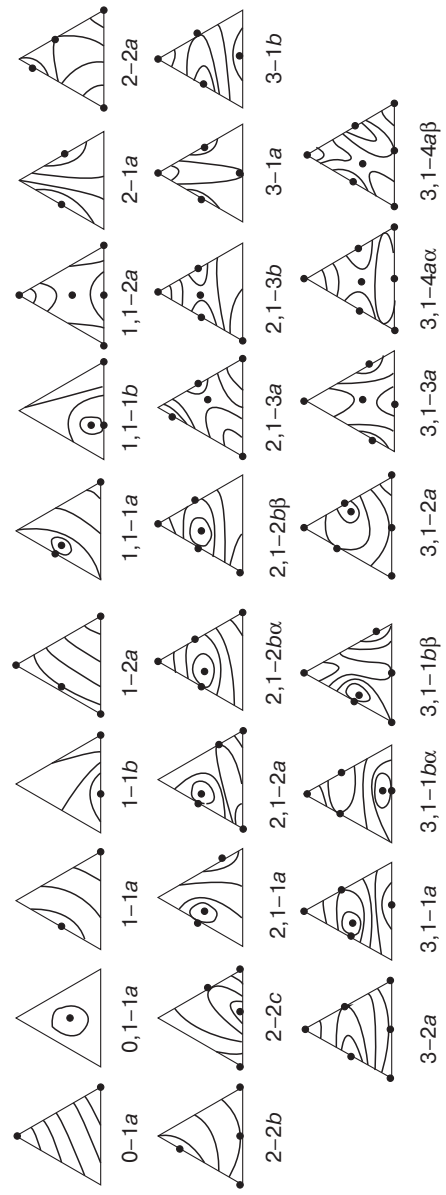 0–1a 0,1–1a 1–1a 1–1b 1–2a 1,1–1a 1,1–1b 1,1–2a 2–1a 2–2a
2–2b 2–2c 2,1–1a 2,1–2a 2,1–2bα 2,1–2bβ 2,1–3a 2,1–3b 3–1a 3–1b
3–2a 3,1–1a 3,1–1bα 3,1–1bβ 3,1–2a 3,1–3a 3,1–4aα 3,1–4aβ